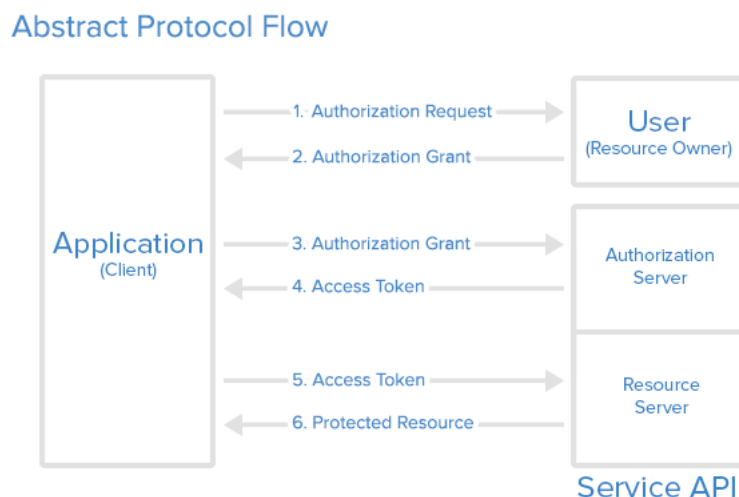 Abstract Protocol Flow
1. Authorization Request
User
(Resource Owner)
2. Authorization Grant
Application
(Client)
3. Authorization Grant
Authorization
Server
4. Access Token
5. Access Token
Resource
Server
6. Protected Resource
Service API